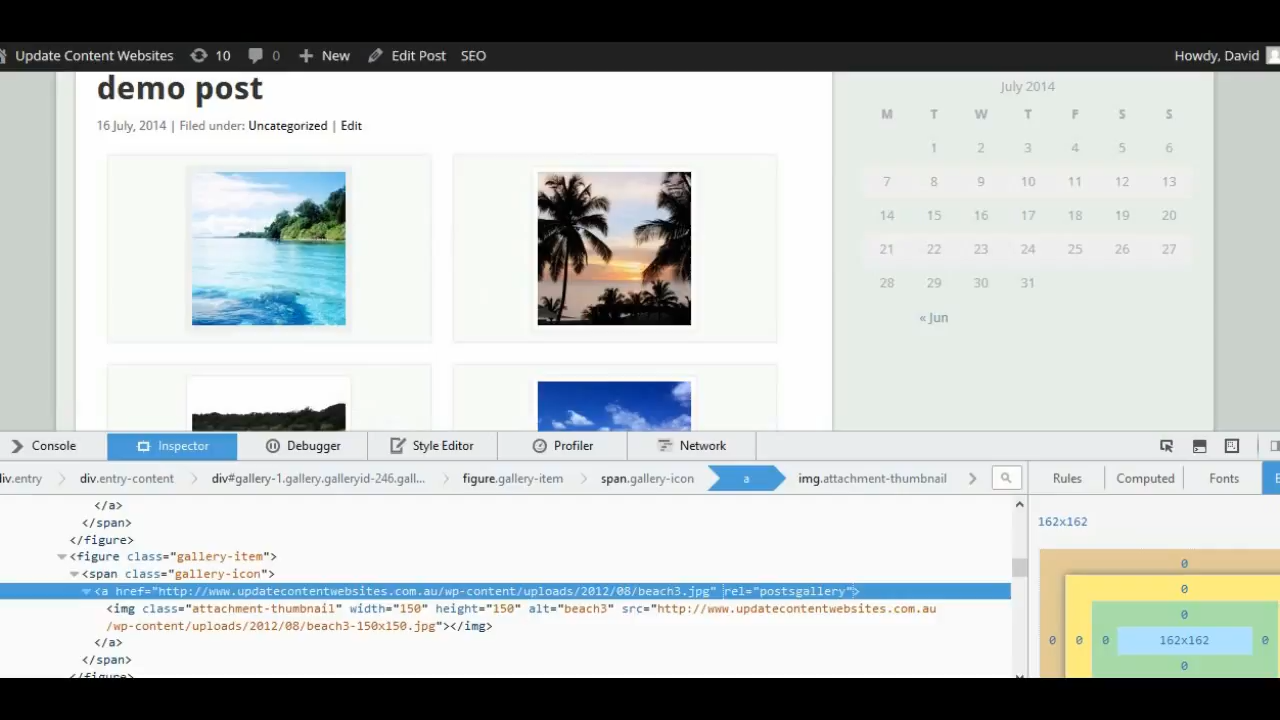 Update Content Websites 10 0 New Edit Post SEO Howdy, David
demo post
16 July, 2014 | Filed under: Uncategorized | Edit
July 2014
M T W T F S S
1 2 3 4 5 6
7 8 9 10 11 12 13
14 15 16 17 18 19 20
21 22 23 24 25 26 27
28 29 30 31
« Jun
Console Inspector Debugger Style Editor Profiler Network
iv.entry div.entry-content div#gallery-1.gallery.galleryid-246.gall... figure.gallery-item span.gallery-icon a img.attachment-thumbnail Rules Computed Fonts
</a>
</span>
</figure>
<figure class="gallery-item">
<span class="gallery-icon">
<a href="http://www.updatecontentwebsites.com.au/wp-content/uploads/2012/08/beach3.jpg" rel="postsgallery">
<img class="attachment-thumbnail" width="150" height="150" alt="beach3" src="http://www.updatecontentwebsites.com.au
/wp-content/uploads/2012/08/beach3-150x150.jpg"></img>
</a>
</span>
</figure>
162x162
0
0
0
0 0 0 162x162 0
0